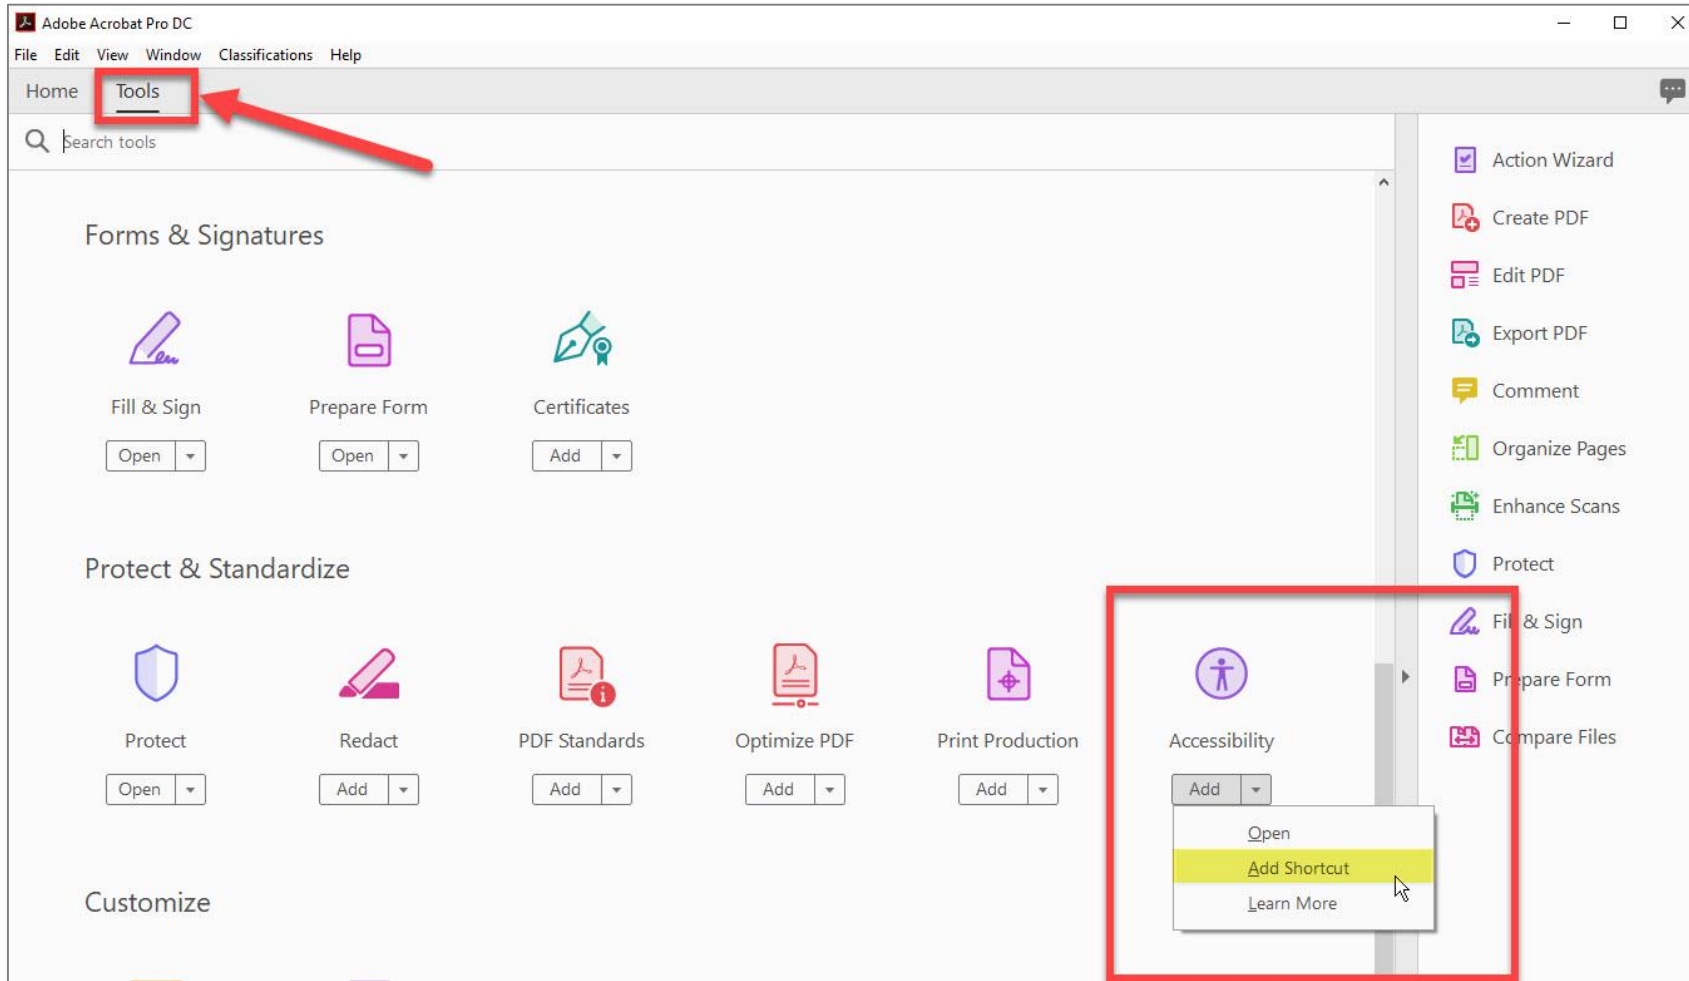 Adobe Acrobat Pro DC
File Edit View Window Classifications Help
Home Tools
Search tools
Forms & Signatures
Fill & Sign Prepare Form Certificates
Open Open Add
Protect & Standardize
Protect Redact PDF Standards Optimize PDF Print Production Accessibility
Open Add Add Add Add Add
Open
Add Shortcut
Learn More
Customize
Action Wizard
Create PDF
Edit PDF
Export PDF
Comment
Organize Pages
Enhance Scans
Protect
Fill & Sign
Prepare Form
Compare Files